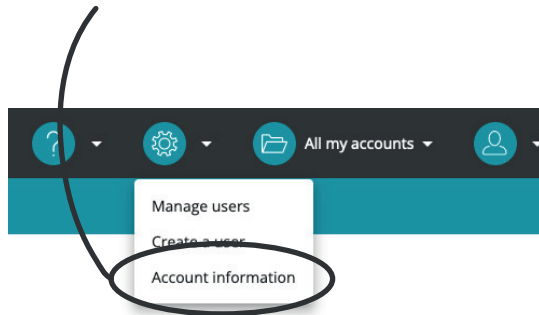 ?
All my accounts
Manage users
Create a user
Account information